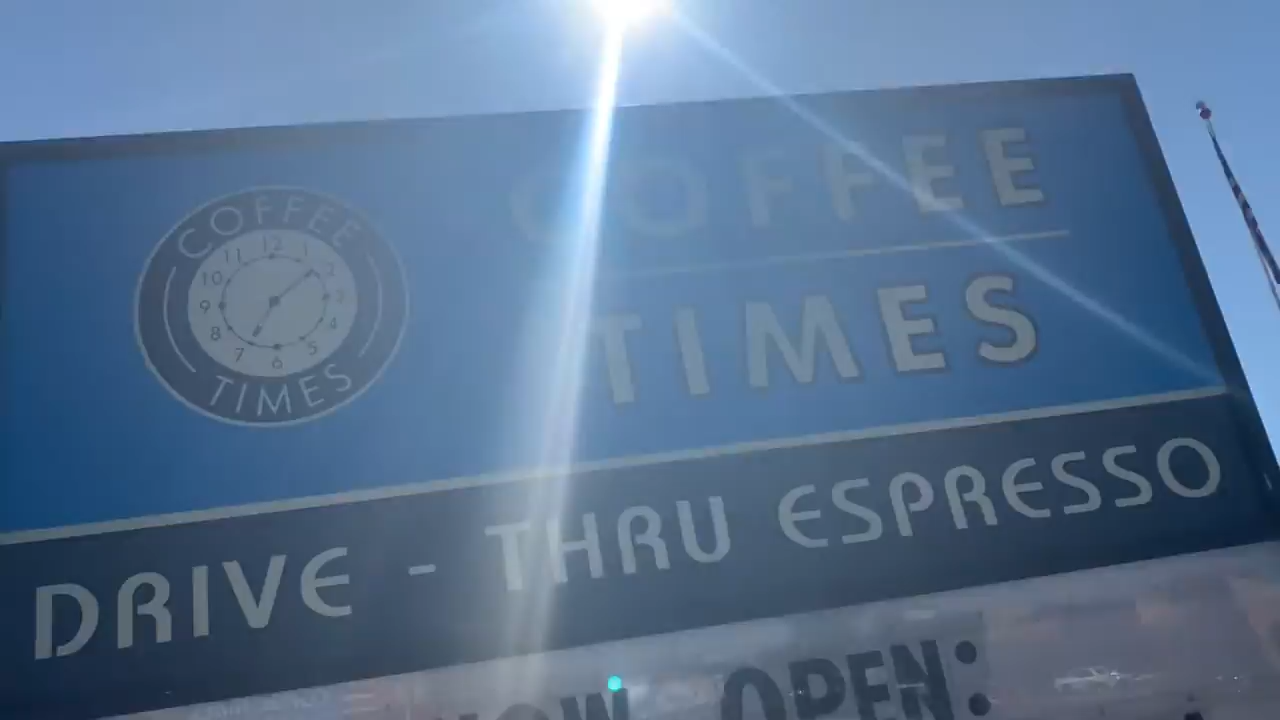 COFFEE
12
11 1
10 2
9 3
8 4
7 5
6
TIMES
COFFEE
TIMES
DRIVE - THRU ESPRESSO
NOW OPEN: